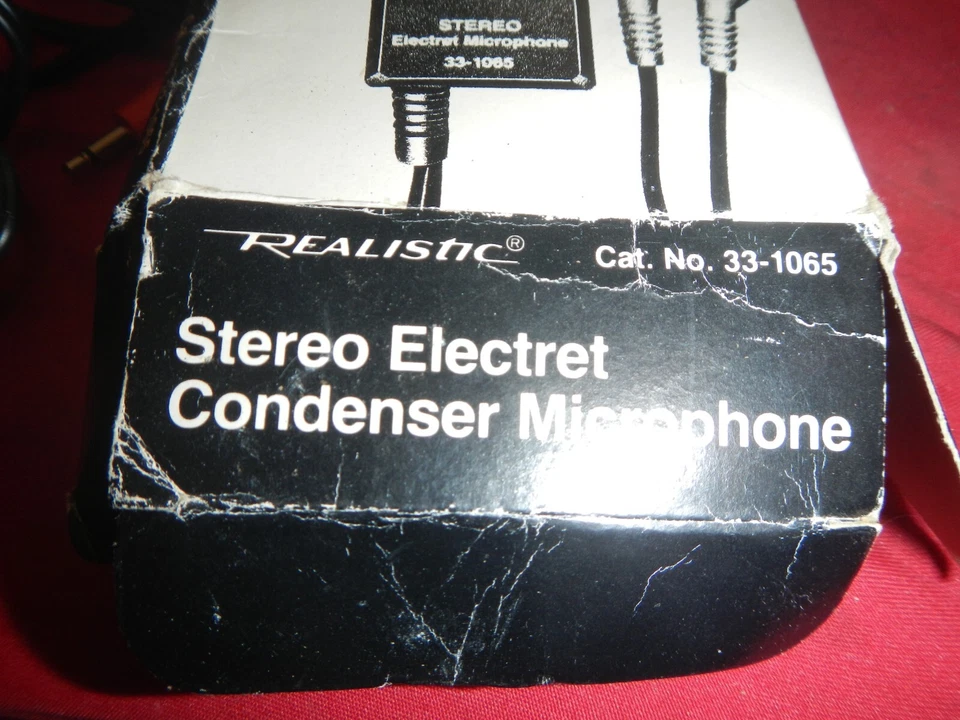 STEREO
Electret Microphone
33-1065
REALISTIC®
Cat. No. 33-1065
Stereo Electret
Condenser Microphone